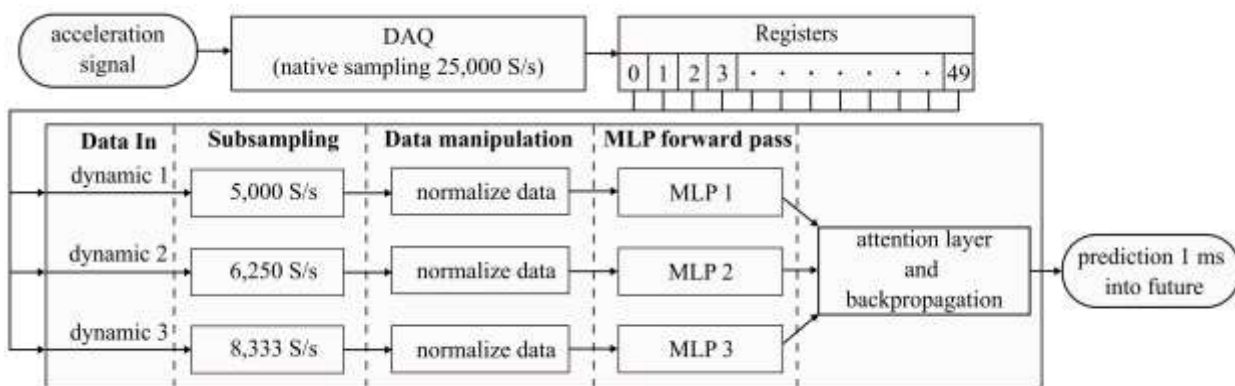 acceleration
signal
DAQ
(native sampling 25,000 S/s)
Registers
0 1 2 3 . . . . . . . 49
Data In Subsampling Data manipulation MLP forward pass
dynamic 1 5,000 S/s normalize data MLP 1
dynamic 2 6,250 S/s normalize data MLP 2
dynamic 3 8,333 S/s normalize data MLP 3
attention layer
and
backpropagation
prediction 1 ms
into future